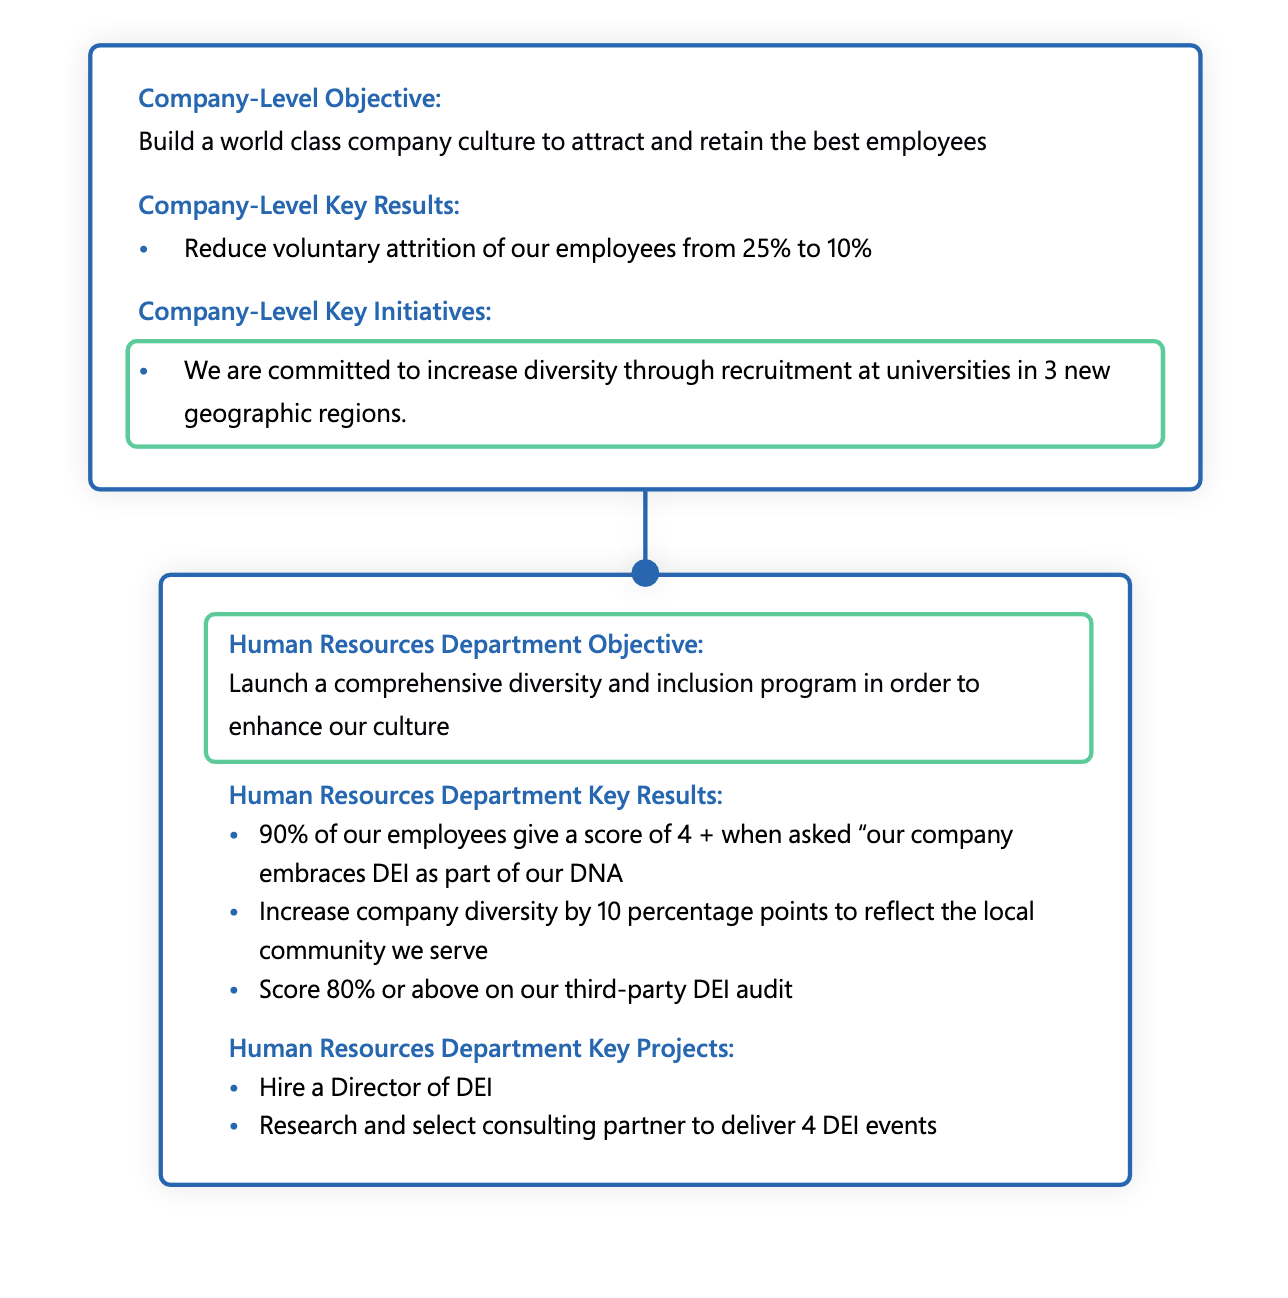 Company-Level Objective:
Build a world class company culture to attract and retain the best employees
Company-Level Key Results:
• Reduce voluntary attrition of our employees from 25% to 10%
Company-Level Key Initiatives:
• We are committed to increase diversity through recruitment at universities in 3 new
geographic regions.
Human Resources Department Objective:
Launch a comprehensive diversity and inclusion program in order to
enhance our culture
Human Resources Department Key Results:
• 90% of our employees give a score of 4 + when asked “our company
embraces DEI as part of our DNA
• Increase company diversity by 10 percentage points to reflect the local
community we serve
• Score 80% or above on our third-party DEI audit
Human Resources Department Key Projects:
• Hire a Director of DEI
• Research and select consulting partner to deliver 4 DEI events